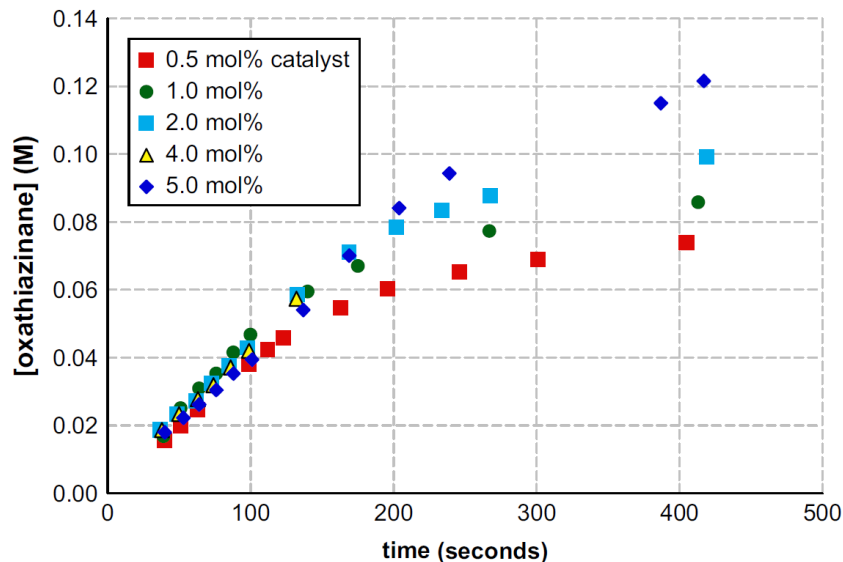 0.14
0.12
0.10
0.08
0.06
0.04
0.02
0.00
[oxathiazinane] (M)
0.5 mol% catalyst
1.0 mol%
2.0 mol%
4.0 mol%
5.0 mol%
0 100 200 300 400 500
time (seconds)